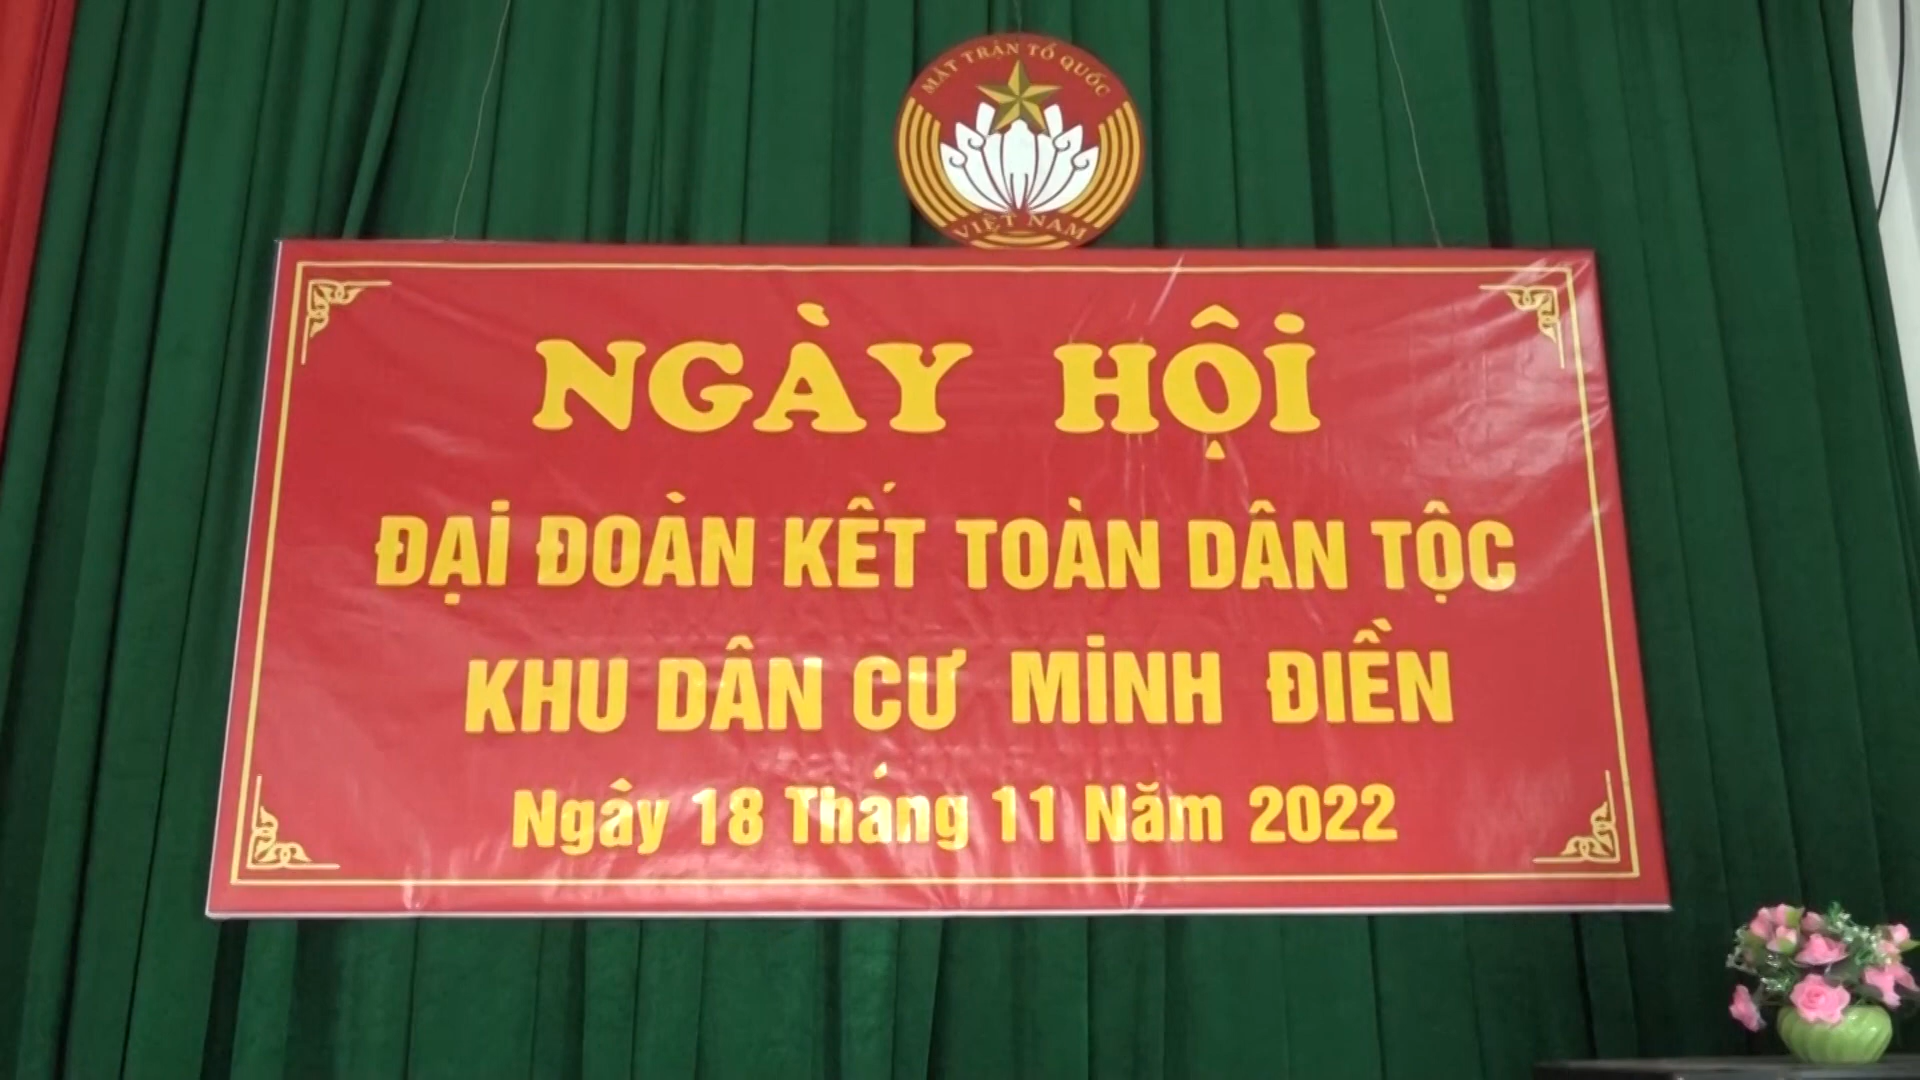 MẶT TRẬN TỔ QUỐC
VIỆT NAM
NGÀY HỘI
ĐẠI ĐOÀN KẾT TOÀN DÂN TỘC
KHU DÂN CƯ MINH ĐIỀN
Ngây 18 Tháng 11 Năm 2022